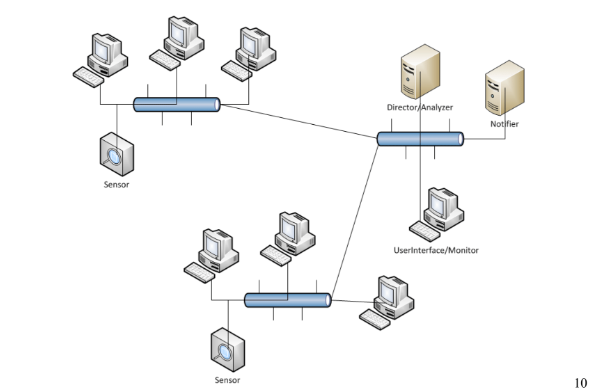 Director/Analyzer
Notifier
Sensor
UserInterface/Monitor
Sensor
10